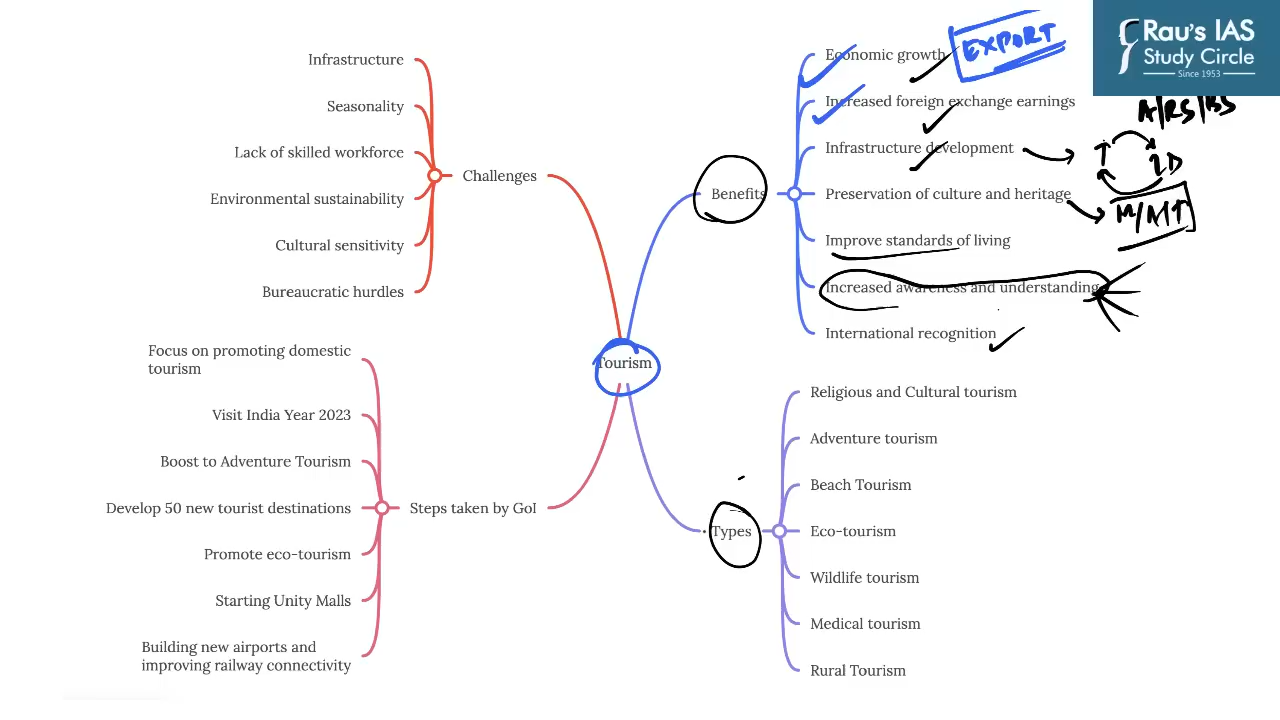 Rau's IAS
Study Circle
Since 1953
Tourism
Challenges
Infrastructure
Seasonality
Lack of skilled workforce
Environmental sustainability
Cultural sensitivity
Bureaucratic hurdles
Benefits
Economic growth
EXPORT
Increased foreign exchange earnings
A/RS/BS
Infrastructure development
T
ID
Preservation of culture and heritage
M/A/T
Improve standards of living
Increased awareness and understanding
International recognition
Steps taken by GoI
Focus on promoting domestic
tourism
Visit India Year 2023
Boost to Adventure Tourism
Develop 50 new tourist destinations
Promote eco-tourism
Starting Unity Malls
Building new airports and
improving railway connectivity
Types
Religious and Cultural tourism
Adventure tourism
Beach Tourism
Eco-tourism
Wildlife tourism
Medical tourism
Rural Tourism